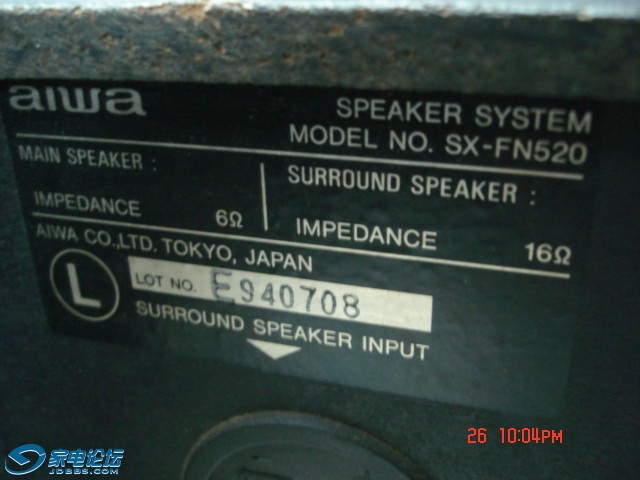 aiwa
SPEAKER SYSTEM
MODEL NO. SX-FN520
MAIN SPEAKER :
IMPEDANCE 6Ω
SURROUND SPEAKER :
IMPEDANCE 16Ω
AIWA CO.,LTD. TOKYO, JAPAN
L
LOT NO. E940708
SURROUND SPEAKER INPUT
26 10:04PM
S 家电论坛
JDBBS.COM